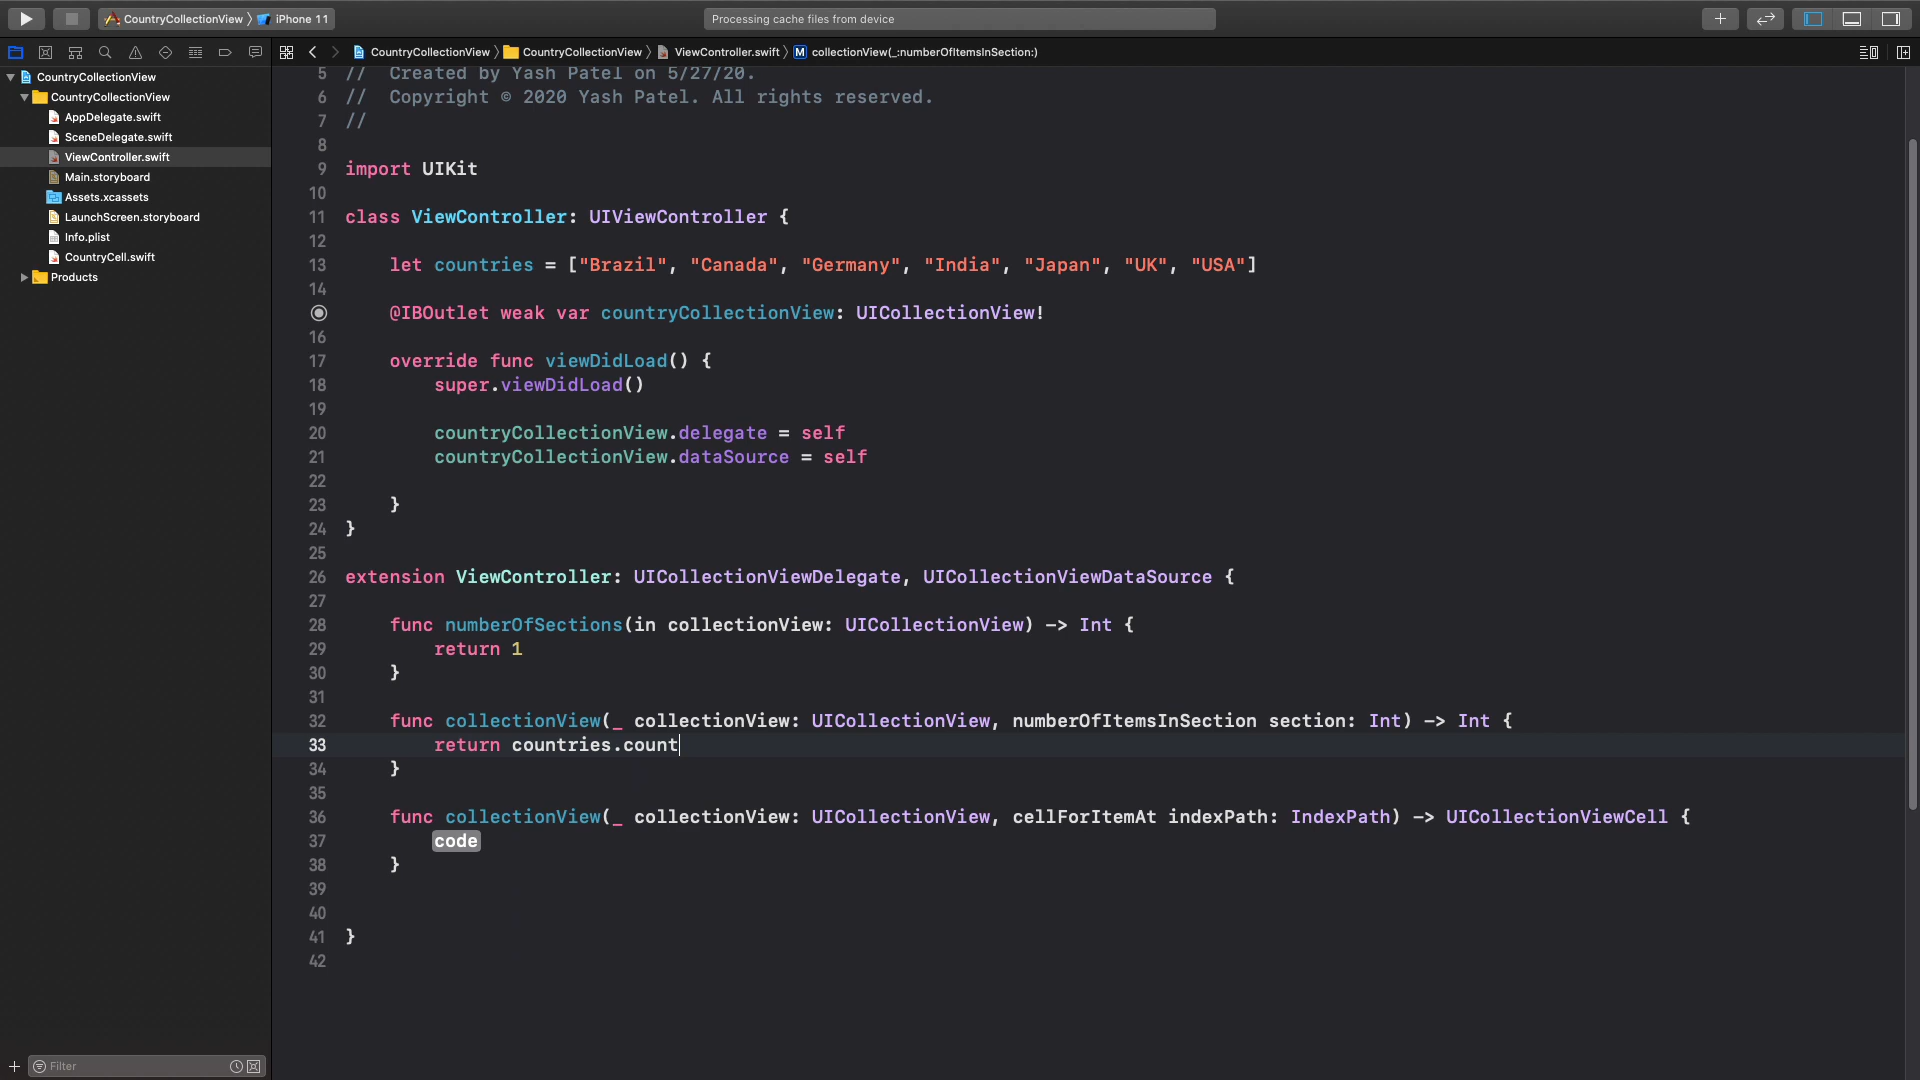 CountryCollectionView › iPhone 11
Processing cache files from device
CountryCollectionView › CountryCollectionView › ViewController.swift › M collectionView(_:numberOfItemsInSection:)
CountryCollectionView
CountryCollectionView
AppDelegate.swift
SceneDelegate.swift
ViewController.swift
Main.storyboard
Assets.xcassets
LaunchScreen.storyboard
Info.plist
CountryCell.swift
Products
Filter
5 //  Created by Yash Patel on 5/27/20.
6 //  Copyright © 2020 Yash Patel. All rights reserved.
7 //
8
9 import UIKit
10
11 class ViewController: UIViewController {
12
13     let countries = ["Brazil", "Canada", "Germany", "India", "Japan", "UK", "USA"]
14
@IBOutlet weak var countryCollectionView: UICollectionView!
16
17     override func viewDidLoad() {
18         super.viewDidLoad()
19
20         countryCollectionView.delegate = self
21         countryCollectionView.dataSource = self
22
23     }
24 }
25
26 extension ViewController: UICollectionViewDelegate, UICollectionViewDataSource {
27
28     func numberOfSections(in collectionView: UICollectionView) -> Int {
29         return 1
30     }
31
32     func collectionView(_ collectionView: UICollectionView, numberOfItemsInSection section: Int) -> Int {
33         return countries.count
34     }
35
36     func collectionView(_ collectionView: UICollectionView, cellForItemAt indexPath: IndexPath) -> UICollectionViewCell {
37         code
38     }
39
40
41 }
42